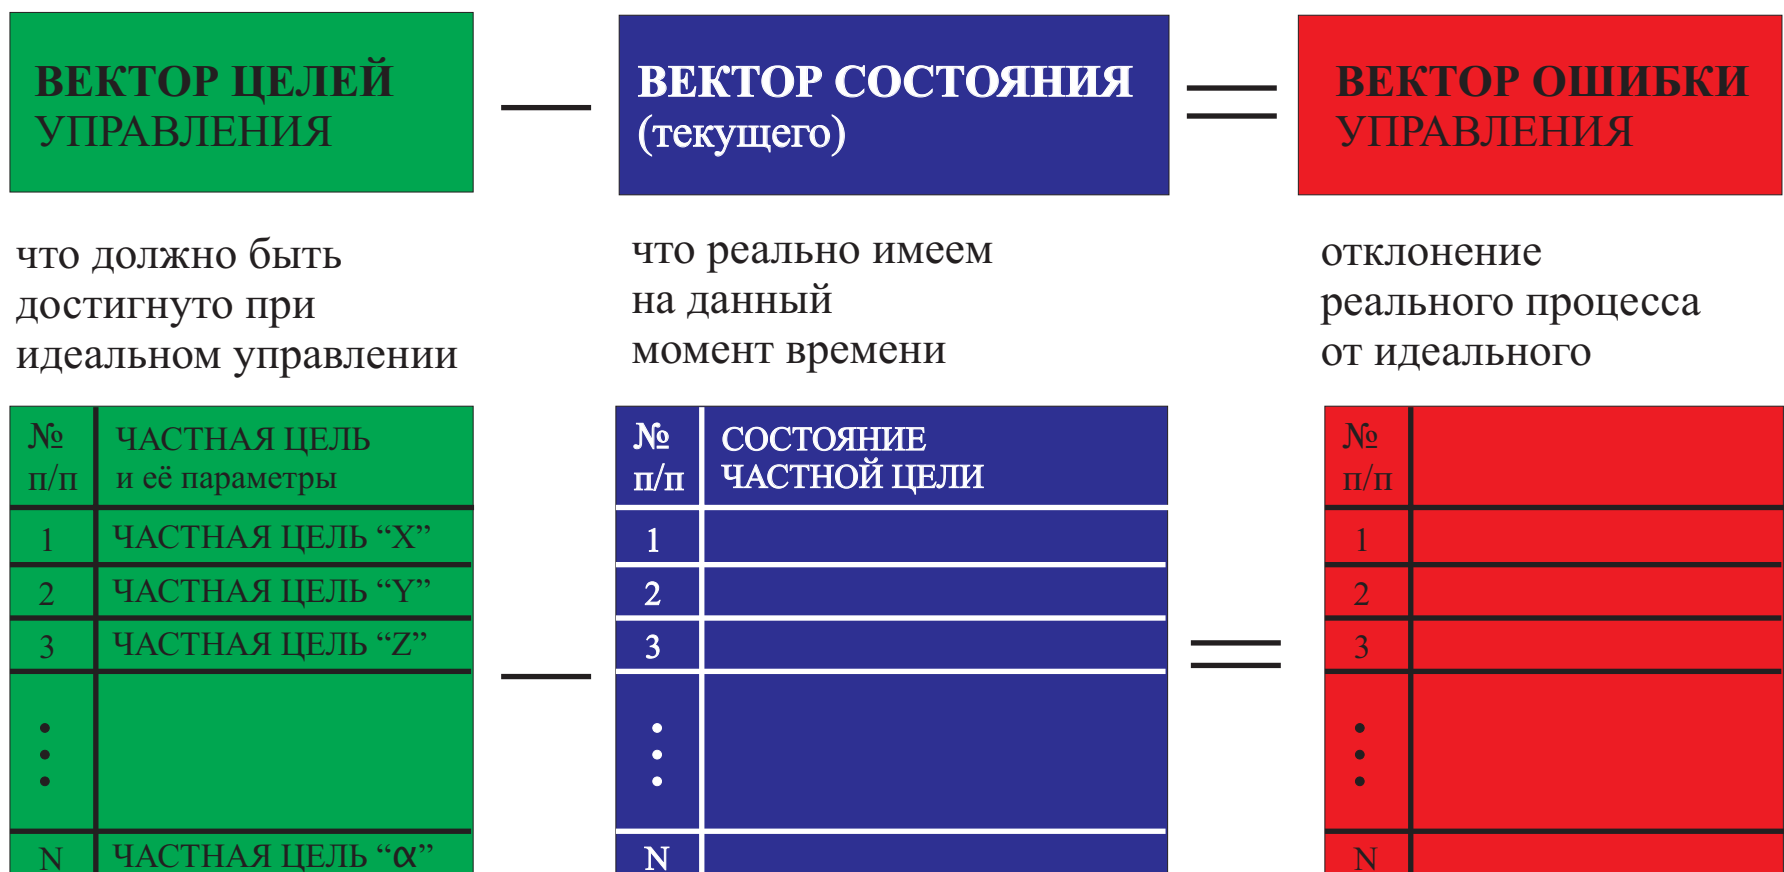 ВЕКТОР ЦЕЛЕЙ
УПРАВЛЕНИЯ
—
ВЕКТОР СОСТОЯНИЯ
(текущего)
=
ВЕКТОР ОШИБКИ
УПРАВЛЕНИЯ
что должно быть
достигнуто при
идеальном управлении
что реально имеем
на данный
момент времени
отклонение
реального процесса
от идеального
№
п/п
ЧАСТНАЯ ЦЕЛЬ
и её параметры
1 ЧАСТНАЯ ЦЕЛЬ “X”
2 ЧАСТНАЯ ЦЕЛЬ “Y”
3 ЧАСТНАЯ ЦЕЛЬ “Z”
⋮
N ЧАСТНАЯ ЦЕЛЬ “α”
—
№
п/п
СОСТОЯНИЕ
ЧАСТНОЙ ЦЕЛИ
1
2
3
⋮
N
=
№
п/п
1
2
3
⋮
N